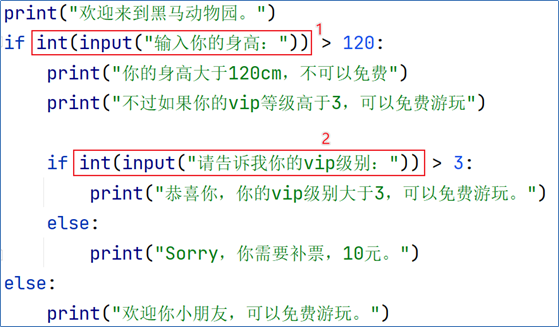 print("欢迎来到黑马动物园。")
if int(input("输入你的身高：")) > 120:
1
    print("你的身高大于120cm，不可以免费")
    print("不过如果你的vip等级高于3，可以免费游玩")
2
    if int(input("请告诉我你的vip级别：")) > 3:
        print("恭喜你，你的vip级别大于3，可以免费游玩。")
    else:
        print("Sorry，你需要补票，10元。")
else:
    print("欢迎你小朋友，可以免费游玩。")